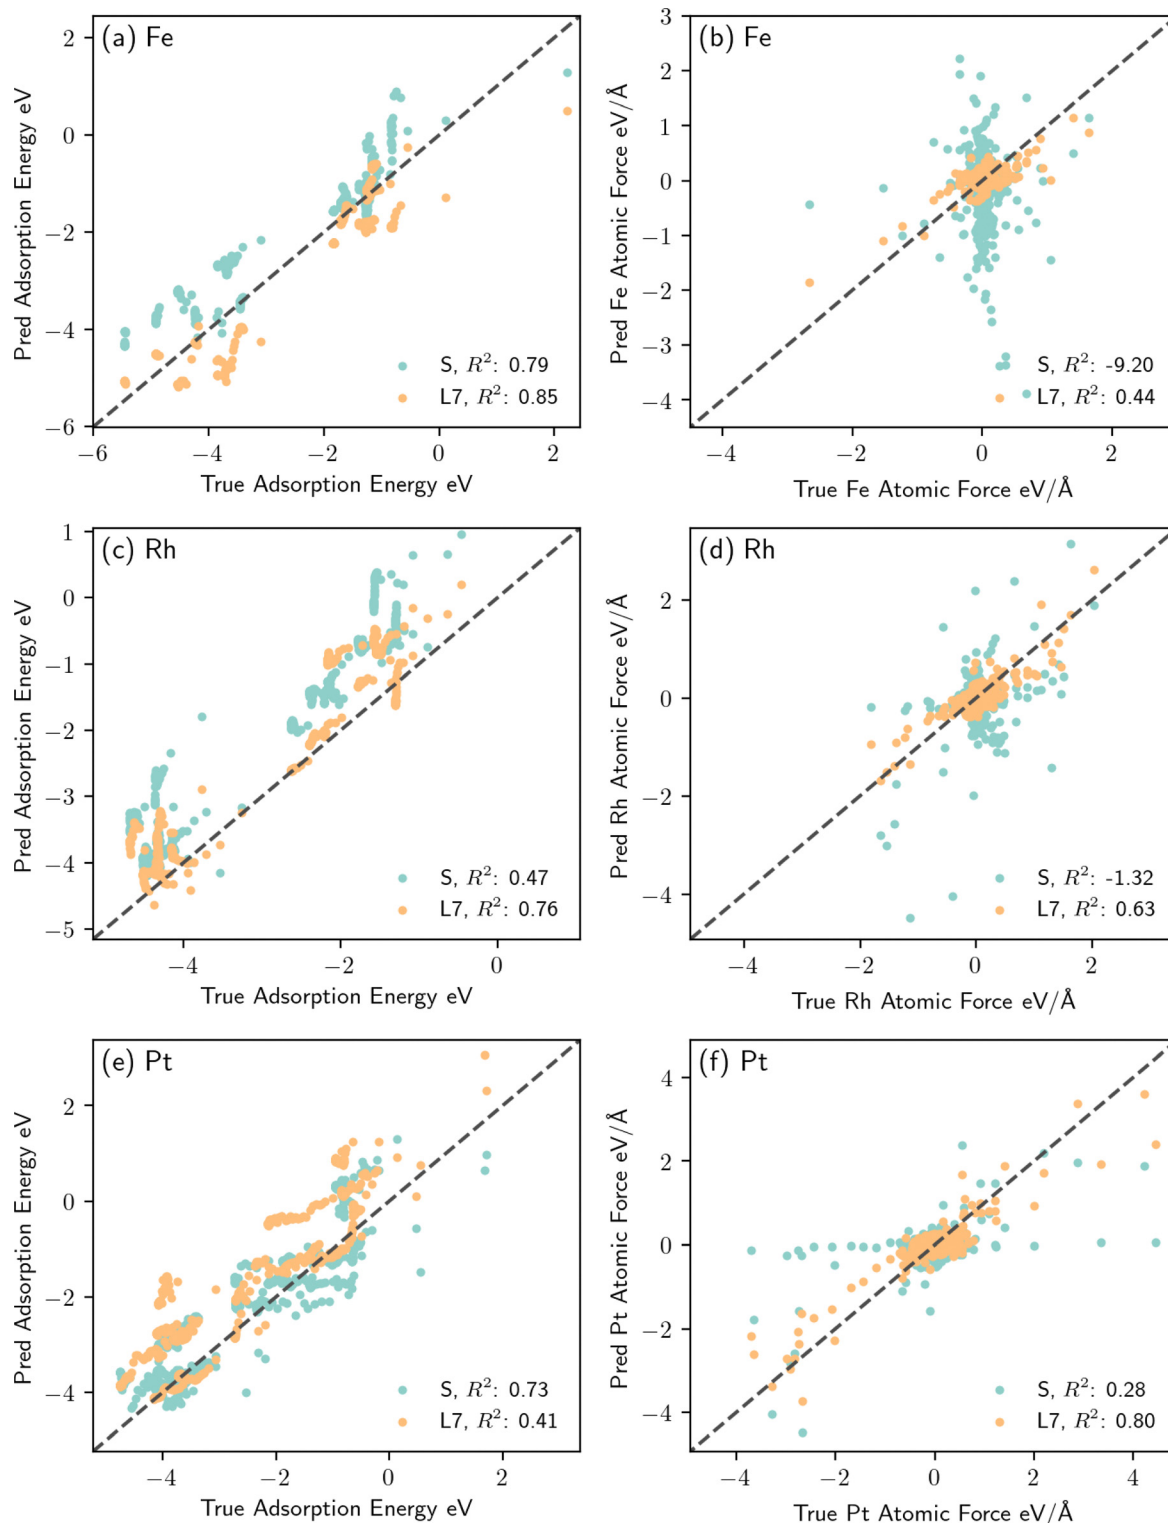 (a) Fe
Pred Adsorption Energy eV
2
0
−2
−4
−6
S, R²: 0.79
L7, R²: 0.85
−6 −4 −2 0 2
True Adsorption Energy eV
(b) Fe
Pred Fe Atomic Force eV/Å
3
2
1
0
−1
−2
−3
−4
S, R²: -9.20
L7, R²: 0.44
−4 −2 0 2
True Fe Atomic Force eV/Å
(c) Rh
Pred Adsorption Energy eV
1
0
−1
−2
−3
−4
−5
S, R²: 0.47
L7, R²: 0.76
−4 −2 0
True Adsorption Energy eV
(d) Rh
Pred Rh Atomic Force eV/Å
2
0
−2
−4
S, R²: -1.32
L7, R²: 0.63
−4 −2 0 2
True Rh Atomic Force eV/Å
(e) Pt
Pred Adsorption Energy eV
2
0
−2
−4
S, R²: 0.73
L7, R²: 0.41
−4 −2 0 2
True Adsorption Energy eV
(f) Pt
Pred Pt Atomic Force eV/Å
4
2
0
−2
−4
S, R²: 0.28
L7, R²: 0.80
−4 −2 0 2 4
True Pt Atomic Force eV/Å